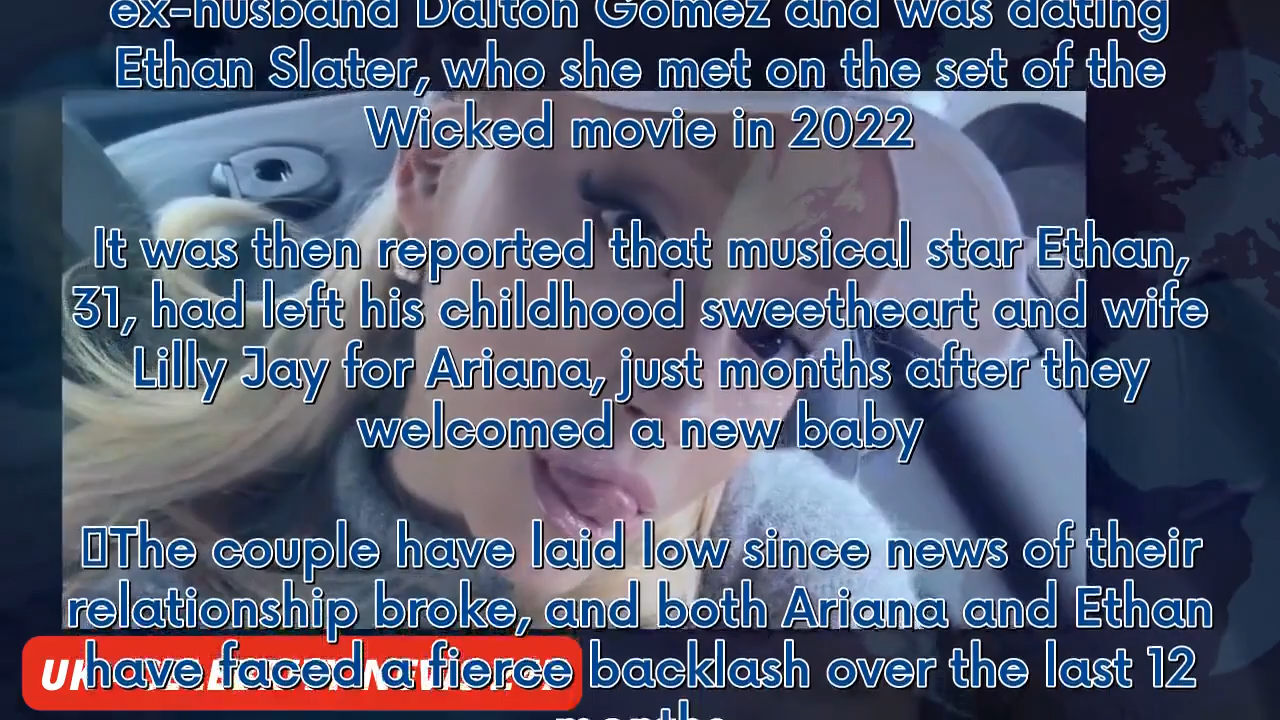 ex-husband Dalton Gomez and was dating
Ethan Slater, who she met on the set of the
Wicked movie in 2022
It was then reported that musical star Ethan,
31, had left his childhood sweetheart and wife
Lilly Jay for Ariana, just months after they
welcomed a new baby
The couple have laid low since news of their
relationship broke, and both Ariana and Ethan
have faced a fierce backlash over the last 12
months
UK